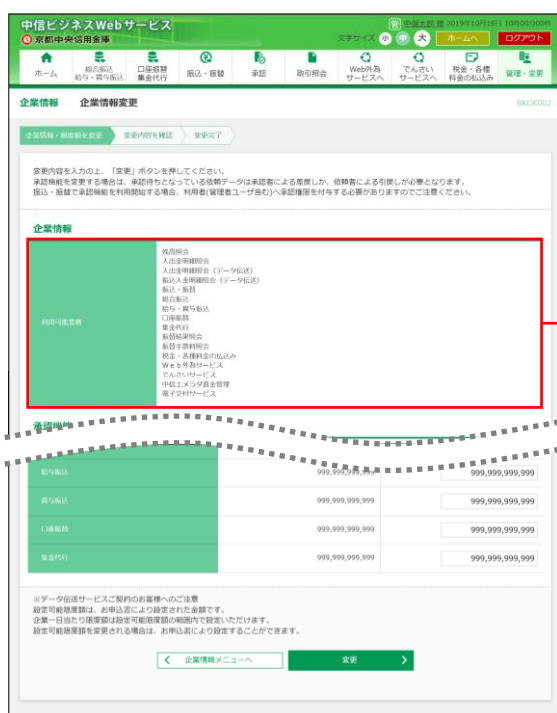 中信ビジネスWebサービス
京都中央信用金庫
管 中信太郎 様 2019年10月16日 10時00分00秒
文字サイズ 小 中 大 ホームへ ログアウト
ホーム 総合振込 給与・賞与振込 口座振替 集金代行 振込・振替 承認 取引照会 Web外為サービスへ でんさいサービスへ 税金・各種料金の払込み 管理・変更
企業情報 企業情報変更 BKGK002
企業情報・限度額を変更 変更内容を確認 変更完了
変更内容を入力の上、「変更」ボタンを押してください。
承認機能を変更する場合は、承認待ちとなっている依頼データは承認者による差戻しか、依頼者による引戻しが必要となります。
振込・振替で承認機能を利用開始する場合、利用者(管理者ユーザ含む)へ承認権限を付与する必要がありますのでご注意ください。
企業情報
利用可能業務
残高照会
入出金明細照会
入出金明細照会（データ伝送）
振込入金明細照会（データ伝送）
振込・振替
総合振込
給与・賞与振込
口座振替
集金代行
振替結果照会
振替手数料照会
税金・各種料金の払込み
Ｗｅｂ外為サービス
でんさいサービス
中信エメラダ資金管理
電子交付サービス
承認機能
給与振込 999,999,999,999 999,999,999,999
賞与振込 999,999,999,999 999,999,999,999
口座振替 999,999,999,999 999,999,999,999
集金代行 999,999,999,999 999,999,999,999
※データ伝送サービスご契約のお客様へのご注意
設定可能限度額は、お申込書により設定された金額です。
企業一日当たり限度額は設定可能限度額の範囲内で設定いただけます。
設定可能限度額を変更される場合は、お申込書により設定することができます。
企業情報メニューへ 変更